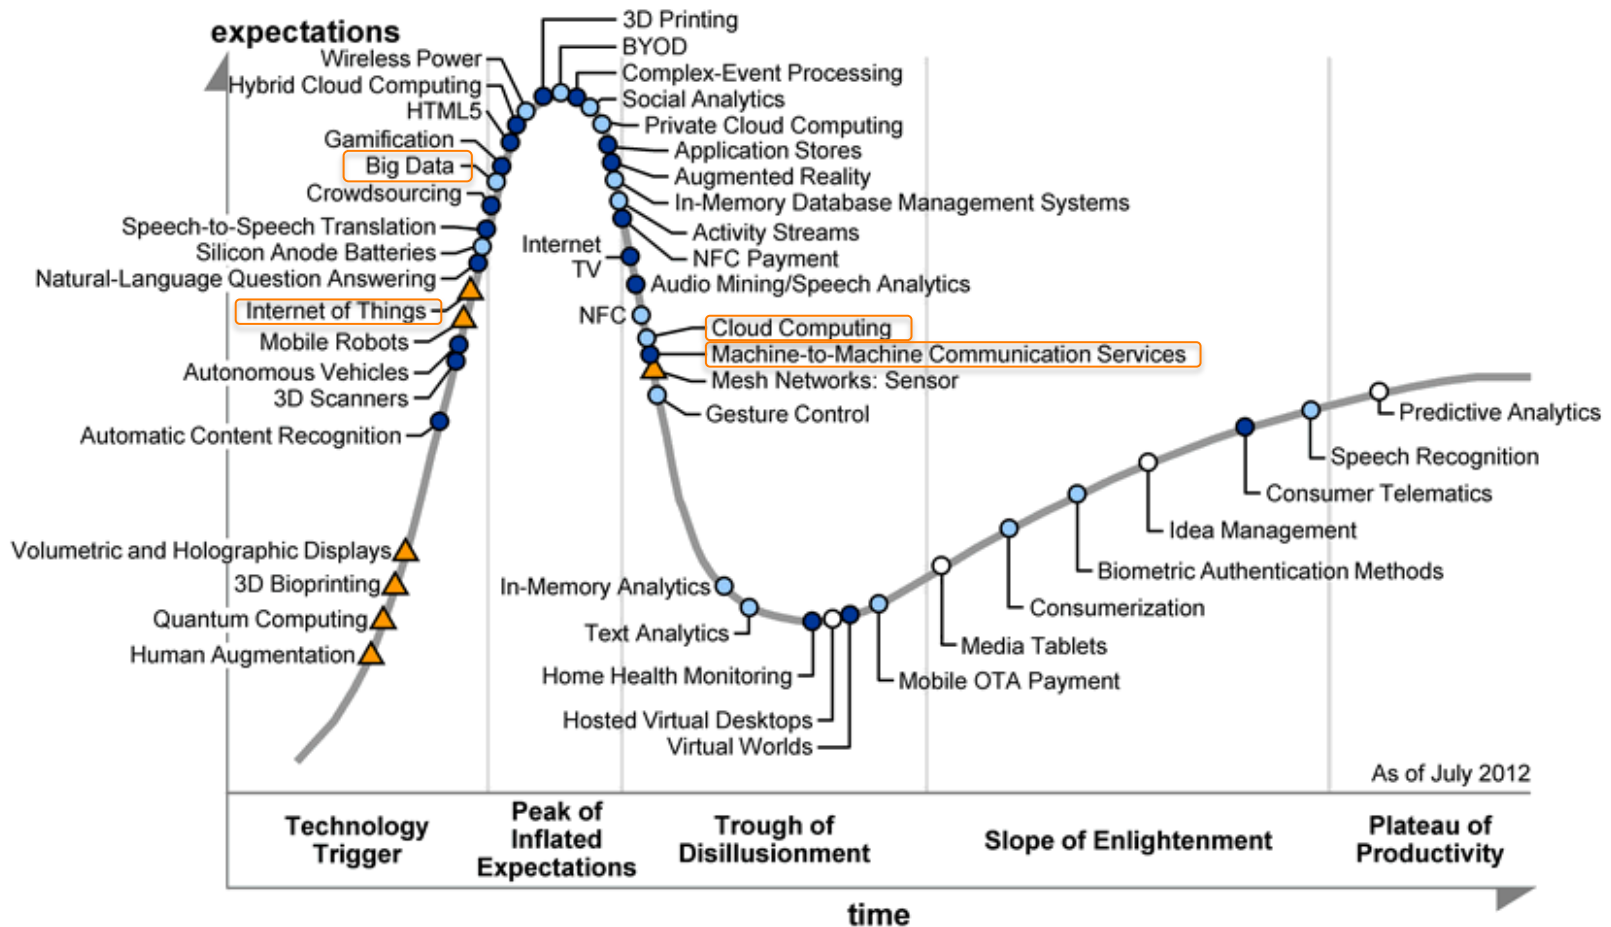 expectations
Wireless Power
Hybrid Cloud Computing
HTML5
Gamification
Big Data
Crowdsourcing
Speech-to-Speech Translation
Silicon Anode Batteries
Natural-Language Question Answering
Internet of Things
Mobile Robots
Autonomous Vehicles
3D Scanners
Automatic Content Recognition
Volumetric and Holographic Displays
3D Bioprinting
Quantum Computing
Human Augmentation
3D Printing
BYOD
Complex-Event Processing
Social Analytics
Private Cloud Computing
Application Stores
Augmented Reality
In-Memory Database Management Systems
Activity Streams
NFC Payment
Internet
TV
Audio Mining/Speech Analytics
NFC
Cloud Computing
Machine-to-Machine Communication Services
Mesh Networks: Sensor
Gesture Control
In-Memory Analytics
Text Analytics
Home Health Monitoring
Hosted Virtual Desktops
Virtual Worlds
Mobile OTA Payment
Media Tablets
Consumerization
Biometric Authentication Methods
Idea Management
Consumer Telematics
Speech Recognition
Predictive Analytics
As of July 2012
Technology
Trigger
Peak of
Inflated
Expectations
Trough of
Disillusionment
Slope of Enlightenment
Plateau of
Productivity
time